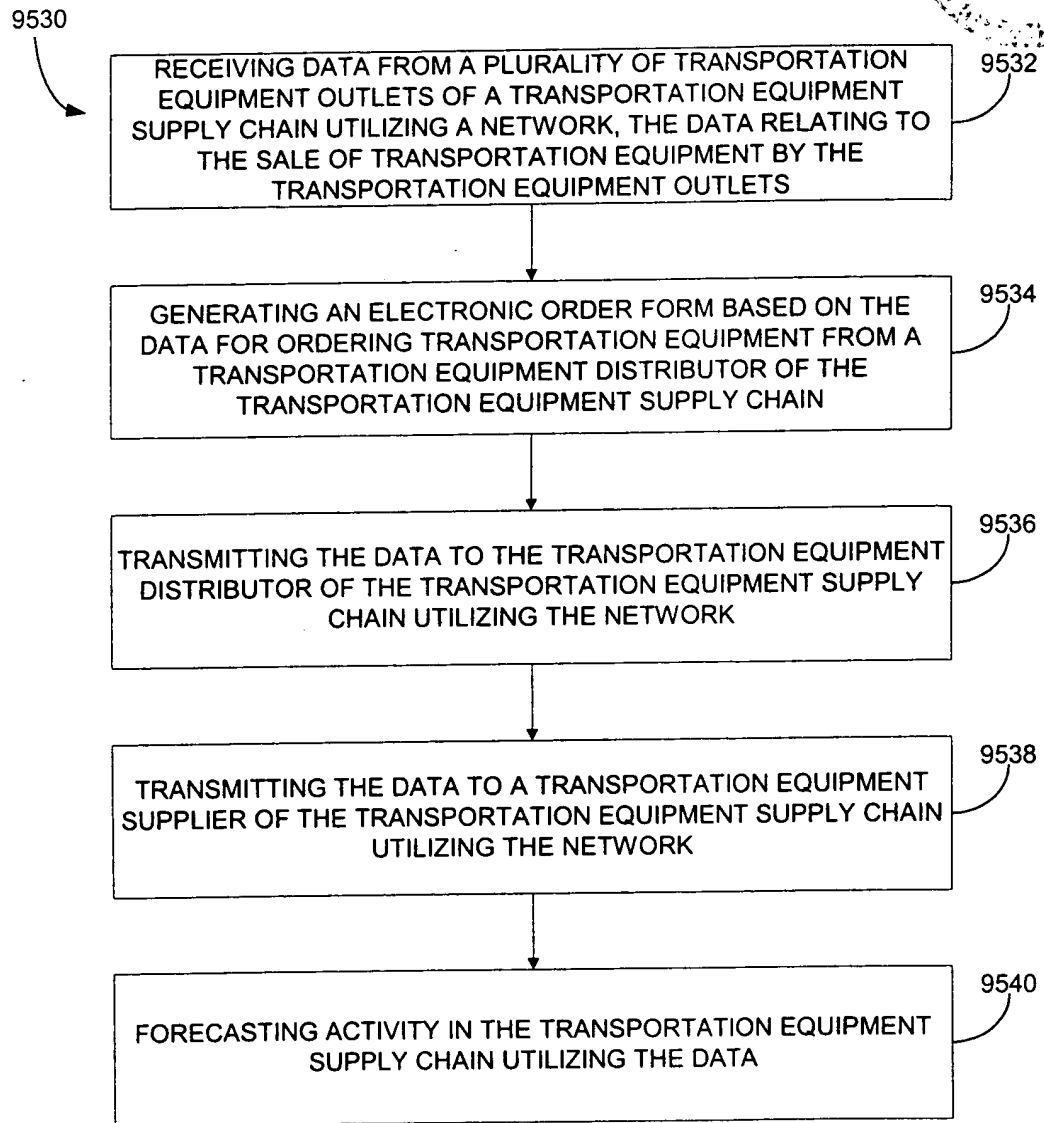 9530
RECEIVING DATA FROM A PLURALITY OF TRANSPORTATION
EQUIPMENT OUTLETS OF A TRANSPORTATION EQUIPMENT
SUPPLY CHAIN UTILIZING A NETWORK, THE DATA RELATING TO
THE SALE OF TRANSPORTATION EQUIPMENT BY THE
TRANSPORTATION EQUIPMENT OUTLETS
9532
GENERATING AN ELECTRONIC ORDER FORM BASED ON THE
DATA FOR ORDERING TRANSPORTATION EQUIPMENT FROM A
TRANSPORTATION EQUIPMENT DISTRIBUTOR OF THE
TRANSPORTATION EQUIPMENT SUPPLY CHAIN
9534
TRANSMITTING THE DATA TO THE TRANSPORTATION EQUIPMENT
DISTRIBUTOR OF THE TRANSPORTATION EQUIPMENT SUPPLY
CHAIN UTILIZING THE NETWORK
9536
TRANSMITTING THE DATA TO A TRANSPORTATION EQUIPMENT
SUPPLIER OF THE TRANSPORTATION EQUIPMENT SUPPLY CHAIN
UTILIZING THE NETWORK
9538
FORECASTING ACTIVITY IN THE TRANSPORTATION EQUIPMENT
SUPPLY CHAIN UTILIZING THE DATA
9540